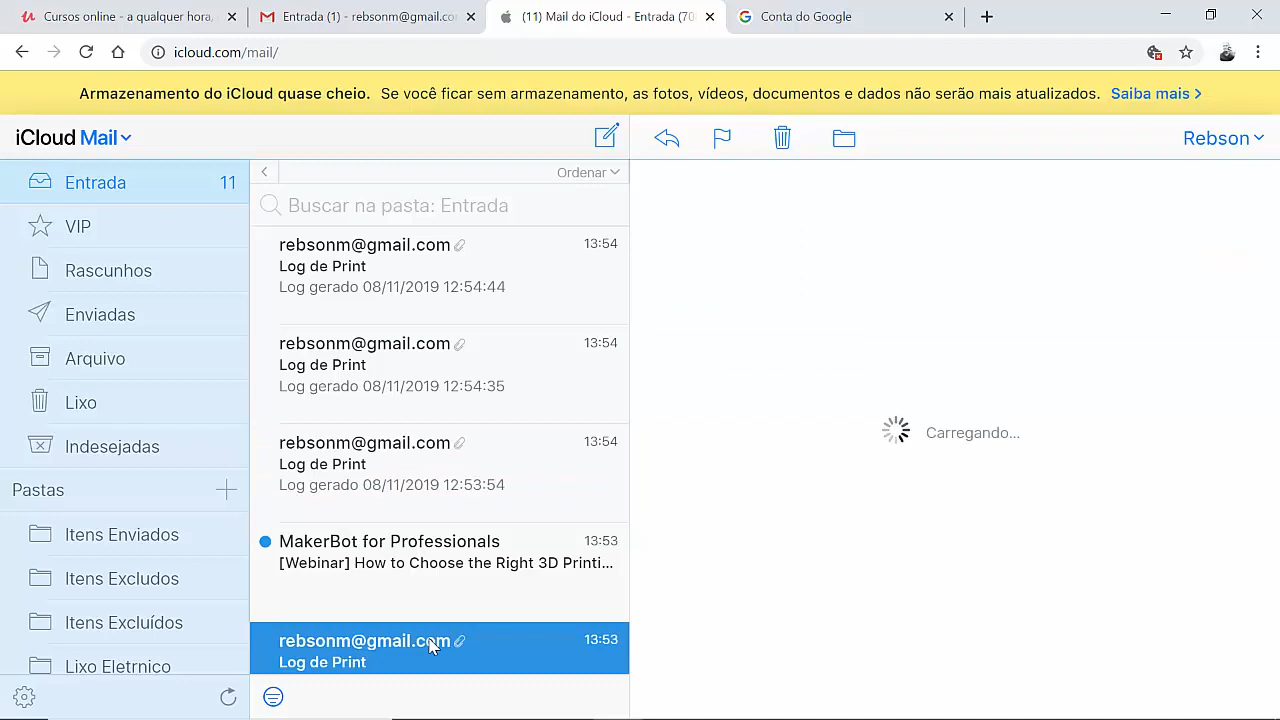 Cursos online - a qualquer hora,
Entrada (1) - rebsonm@gmail.co
(11) Mail do iCloud - Entrada (70
Conta do Google
icloud.com/mail/
Armazenamento do iCloud quase cheio. Se você ficar sem armazenamento, as fotos, vídeos, documentos e dados não serão mais atualizados. Saiba mais >
iCloud Mail
Rebson
Entrada 11
VIP
Rascunhos
Enviadas
Arquivo
Lixo
Indesejadas
Pastas
Itens Enviados
Itens Excludos
Itens Excluídos
Lixo Eletrnico
Ordenar
Buscar na pasta: Entrada
rebsonm@gmail.com 13:54
Log de Print
Log gerado 08/11/2019 12:54:44
rebsonm@gmail.com 13:54
Log de Print
Log gerado 08/11/2019 12:54:35
rebsonm@gmail.com 13:54
Log de Print
Log gerado 08/11/2019 12:53:54
MakerBot for Professionals 13:53
[Webinar] How to Choose the Right 3D Printi...
rebsonm@gmail.com 13:53
Log de Print
Carregando...